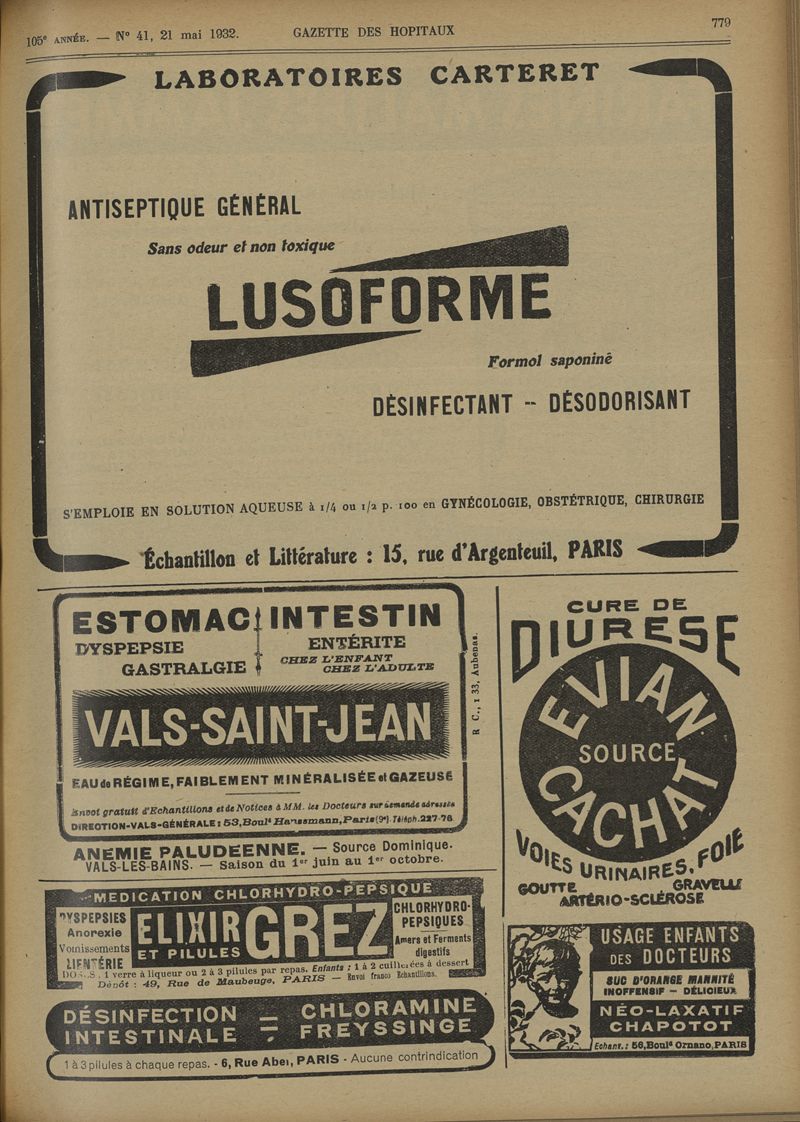 105e ANNÉE. — No 41, 21 mai 1932. GAZETTE DES HOPITAUX 779
LABORATOIRES CARTERET
ANTISEPTIQUE GÉNÉRAL
Sans odeur et non toxique
LUSOFORME
Formol saponiné
DÉSINFECTANT -- DÉSODORISANT
S'EMPLOIE EN SOLUTION AQUEUSE à 1/4 ou 1/2 p. 100 en GYNÉCOLOGIE, OBSTÉTRIQUE, CHIRURGIE
Échantillon et Littérature : 15, rue d'Argenteuil, PARIS
ESTOMAC INTESTIN
DYSPEPSIE
GASTRALGIE
ENTÉRITE
CHEZ L'ENFANT
CHEZ L'ADULTE
VALS-SAINT-JEAN
EAU de RÉGIME, FAIBLEMENT MINÉRALISÉE et GAZEUSE
Envoi gratuit d'Echantillons et de Notices à MM. les Docteurs sur demande adressée
DIRECTION-VALS-GÉNÉRALE : 53, Boul^d Haussmann, Paris (9e). Téléph. 227-76
R. C., 1 33, Aubenas.
ANÉMIE PALUDÉENNE. — Source Dominique.
VALS-LES-BAINS. — Saison du 1er juin au 1er octobre.
MEDICATION CHLORHYDRO-PEPSIQUE
DYSPEPSIES
Anorexie
Vomissements
LIENTÉRIE
ELIXIR GREZ
ET PILULES
CHLORHYDRO-
PEPSIQUES
Amers et Ferments
digestifs
DOSES. 1 verre à liqueur ou 2 à 3 pilules par repas. Enfants : 1 à 2 cuillerées à dessert
Dépôt : 49, Rue de Maubeuge, PARIS — Envoi franco Echantillons.
DÉSINFECTION = CHLORAMINE
INTESTINALE FREYSSINGE
1 à 3 pilules à chaque repas. - 6, Rue Abel, PARIS - Aucune contrindication
CURE DE
DIURESE
EVIAN
SOURCE
CACHAT
VOIES URINAIRES, FOIE
GOUTTE GRAVELLE
ARTÉRIO-SCLÉROSE
USAGE ENFANTS
DES DOCTEURS
SUC D'ORANGE MANNITÉ
INOFFENSIF — DÉLICIEUX
NÉO-LAXATIF
CHAPOTOT
Echant. : 56, Boul^d Ornano, PARIS